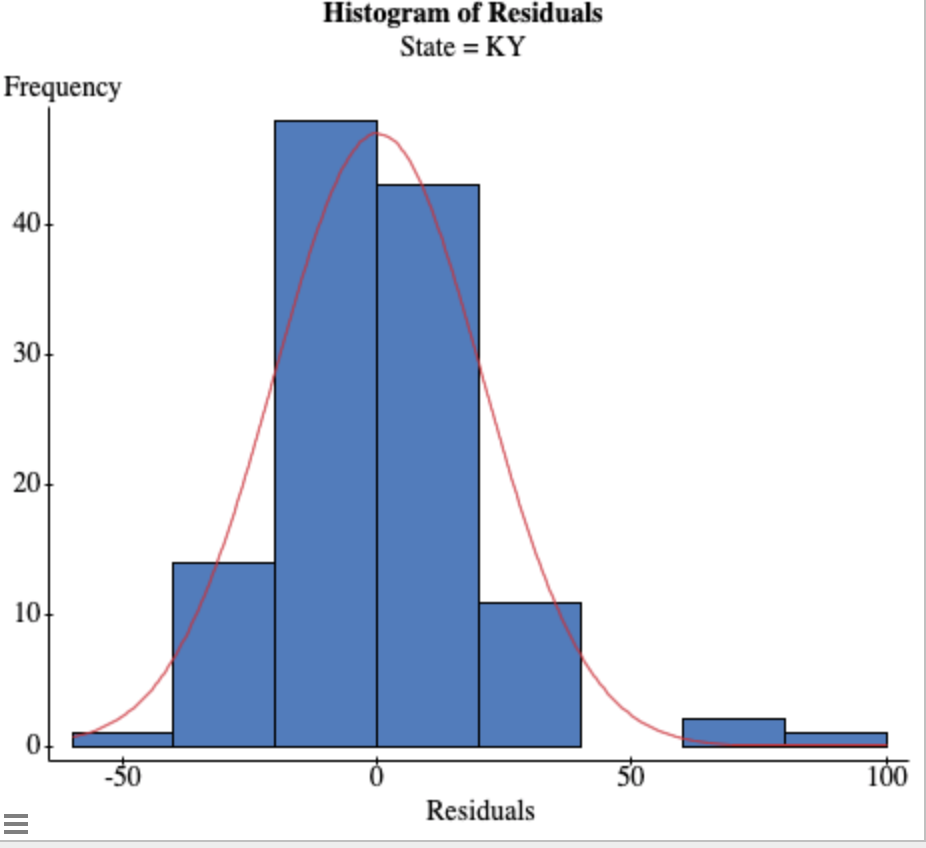 Histogram of Residuals
State = KY
Frequency
40
30
20
10
0
-50 0 50 100
Residuals